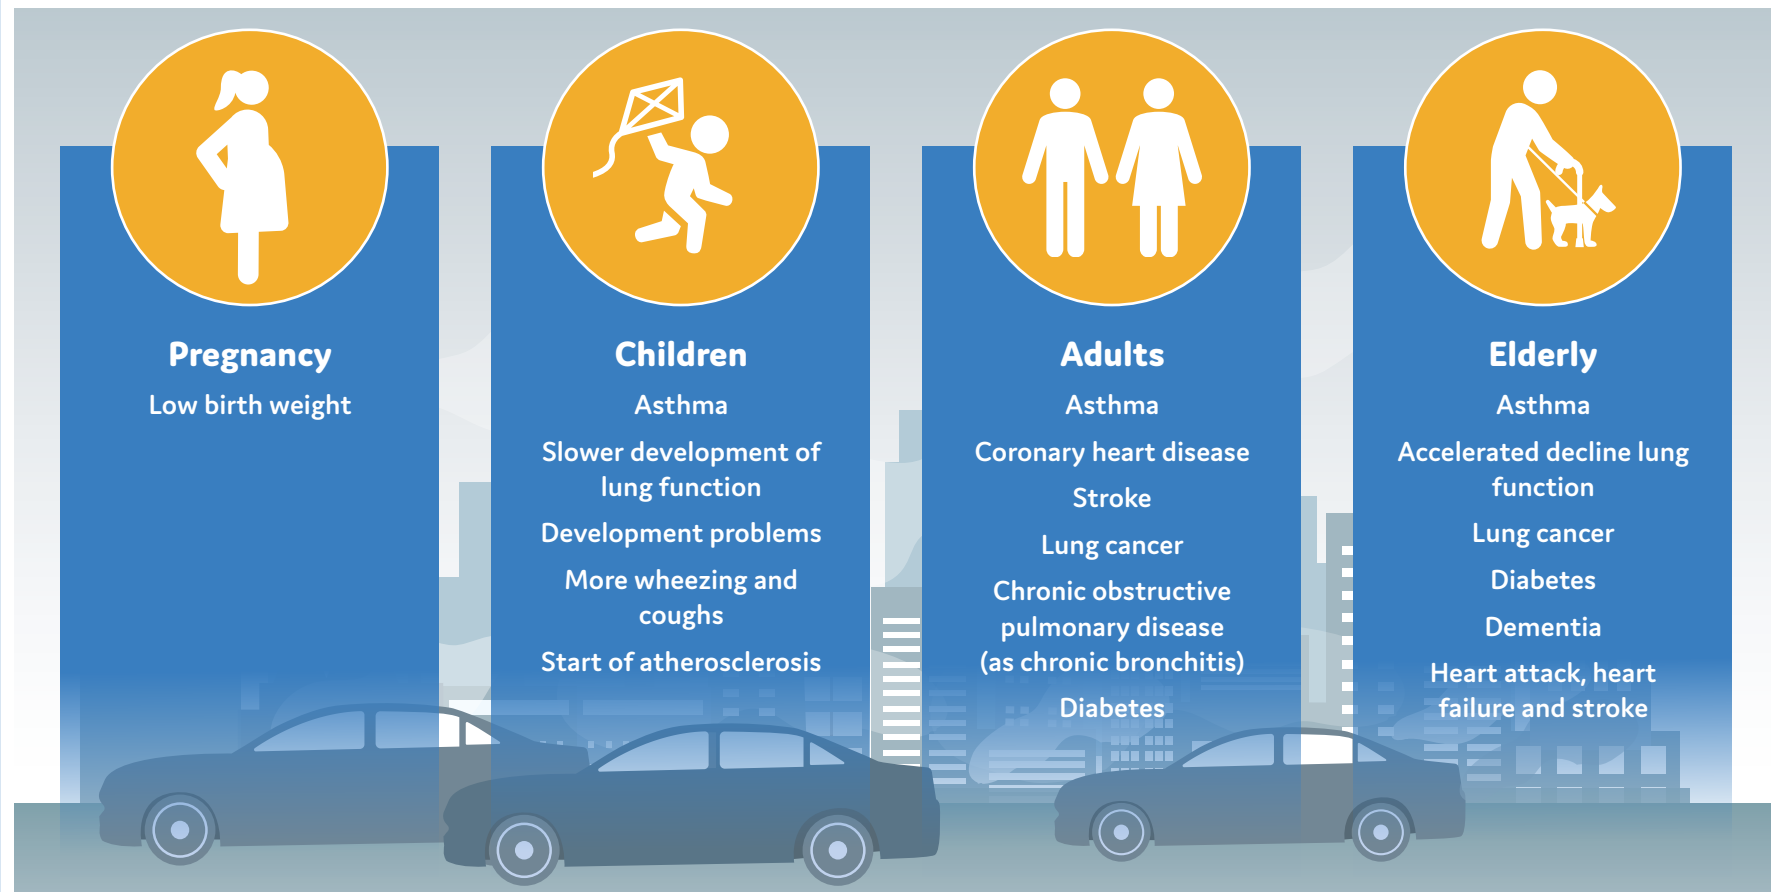 Pregnancy
Low birth weight
Children
Asthma
Slower development of
lung function
Development problems
More wheezing and
coughs
Start of atherosclerosis
Adults
Asthma
Coronary heart disease
Stroke
Lung cancer
Chronic obstructive
pulmonary disease
(as chronic bronchitis)
Diabetes
Elderly
Asthma
Accelerated decline lung
function
Lung cancer
Diabetes
Dementia
Heart attack, heart
failure and stroke